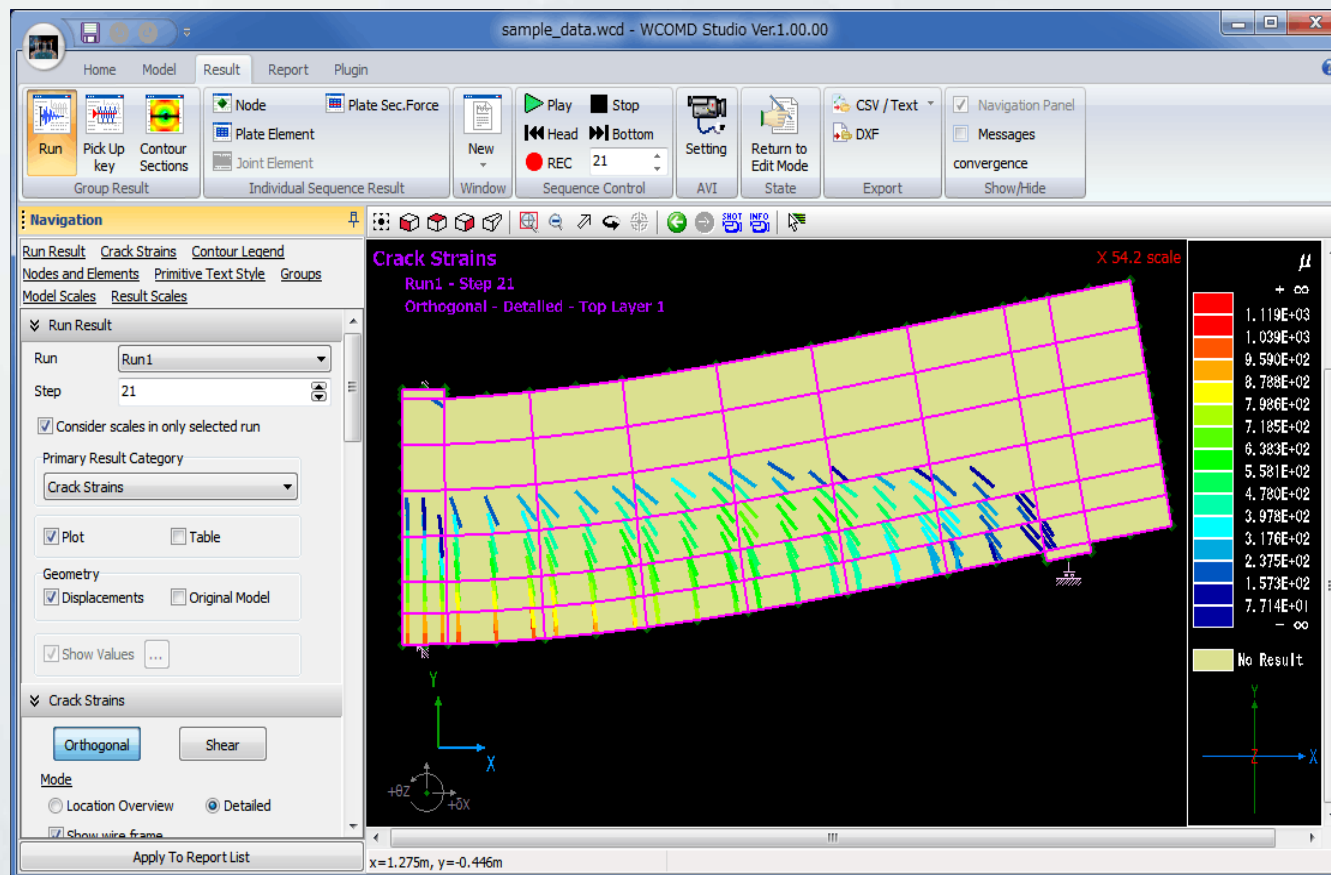 sample_data.wcd - WCOMD Studio Ver.1.00.00
Home Model Result Report Plugin
Run
Pick Up key
Contour Sections
Group Result
Node
Plate Sec.Force
Plate Element
Joint Element
Individual Sequence Result
New
Window
Play Stop
Head Bottom
REC 21
Sequence Control
Setting
AVI
Return to Edit Mode
State
CSV / Text
DXF
Export
Navigation Panel
Messages
convergence
Show/Hide
Navigation
SHOT INFO
Run Result Crack Strains Contour Legend
Nodes and Elements Primitive Text Style Groups
Model Scales Result Scales
Run Result
Run Run1
Step 21
Consider scales in only selected run
Primary Result Category
Crack Strains
Plot Table
Geometry
Displacements Original Model
Show Values ...
Crack Strains
Orthogonal Shear
Mode
Location Overview Detailed
Show wire frame
Apply To Report List
Crack Strains
Run1 - Step 21
Orthogonal - Detailed - Top Layer 1
X 54.2 scale
Y
X
+θZ
+δX
μ
+ ∞
1.119E+03
1.039E+03
9.590E+02
8.788E+02
7.986E+02
7.185E+02
6.383E+02
5.581E+02
4.780E+02
3.978E+02
3.176E+02
2.375E+02
1.573E+02
7.714E+01
- ∞
No Result
Y
Z
X
x=1.275m, y=-0.446m